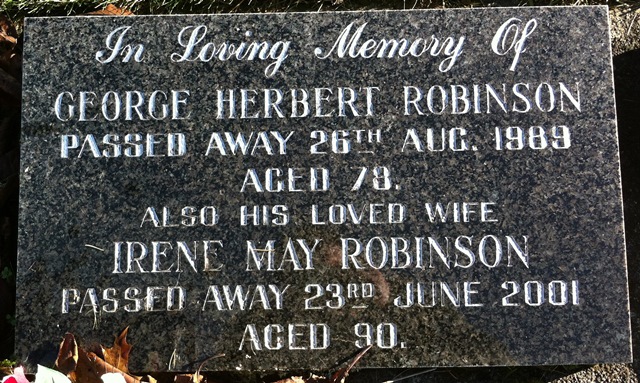 In Loving Memory Of
GEORGE HERBERT ROBINSON
PASSED AWAY 26TH AUG. 1989
AGED 78.
ALSO HIS LOVED WIFE
IRENE MAY ROBINSON
PASSED AWAY 23RD JUNE 2001
AGED 90.